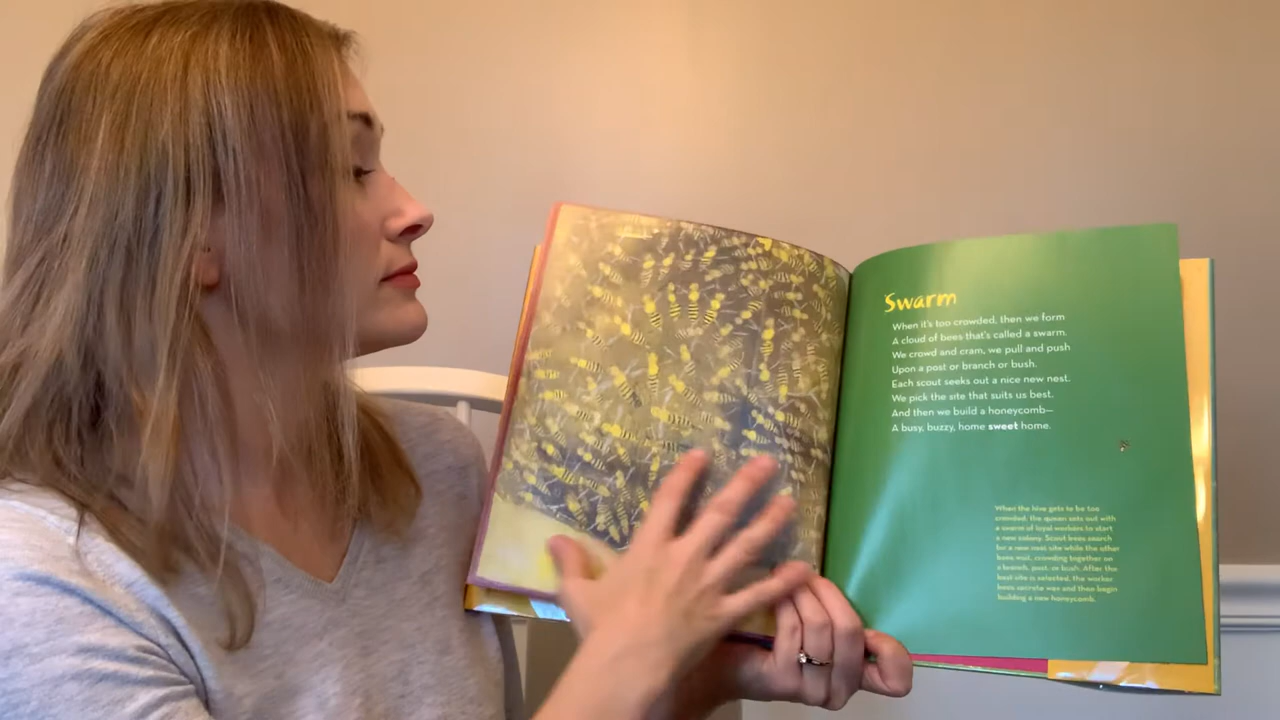 Swarm
When it's too crowded, then we form
A cloud of bees that's called a swarm.
We crowd and cram, we pull and push
Upon a post or branch or bush.
Each scout seeks out a nice new nest.
We pick the site that suits us best.
And then we build a honeycomb—
A busy, buzzy, home sweet home.
When the hive gets to be too
crowded, the queen sets out with
a swarm of loyal workers to start
a new colony. Scout bees search
for a new nest site while the other
bees wait, crowding together on
a branch, post, or bush. After the
best site is selected, the worker
bees secrete wax and then begin
building a new honeycomb.